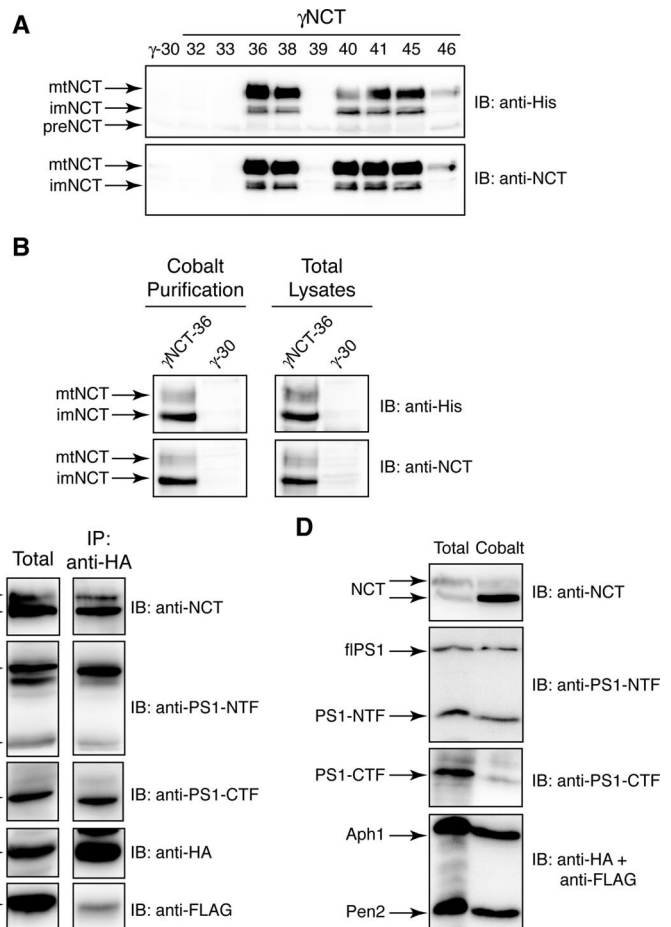 A
γNCT
γ-30 32 33 36 38 39 40 41 45 46
mtNCT
imNCT
preNCT
IB: anti-His
mtNCT
imNCT
IB: anti-NCT
B
Cobalt
Purification
Total
Lysates
γNCT-36 γ-30 γNCT-36 γ-30
mtNCT
imNCT
IB: anti-His
mtNCT
imNCT
IB: anti-NCT
Total
IP:
anti-HA
IB: anti-NCT
IB: anti-PS1-NTF
IB: anti-PS1-CTF
IB: anti-HA
IB: anti-FLAG
D
Total Cobalt
NCT
IB: anti-NCT
flPS1
PS1-NTF
IB: anti-PS1-NTF
PS1-CTF
IB: anti-PS1-CTF
Aph1
Pen2
IB: anti-HA +
anti-FLAG